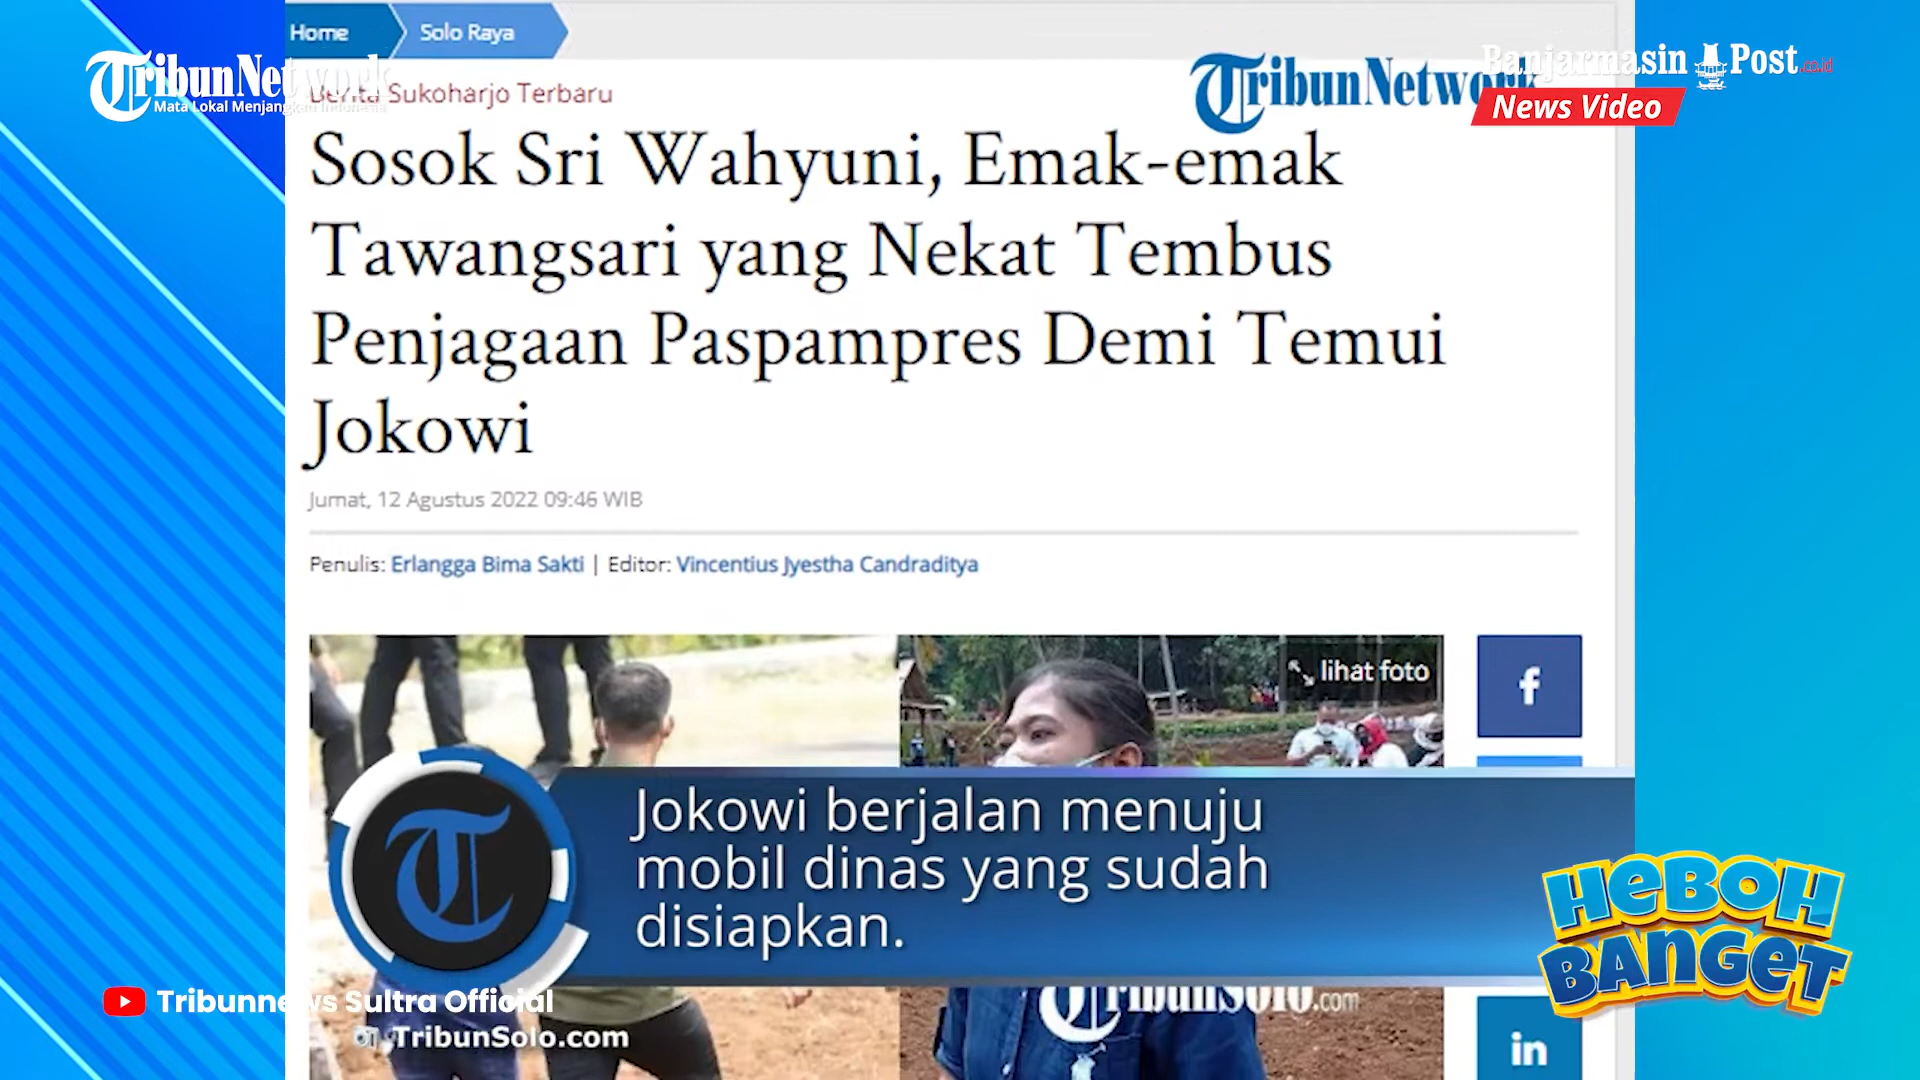 Home
Solo Raya
TribunNetwork
Mata Lokal Menjangkau Indonesia
Berita Sukoharjo Terbaru
TribunNetwork
Banjarmasin Post.co.id
News Video
Sosok Sri Wahyuni, Emak-emak
Tawangsari yang Nekat Tembus
Penjagaan Paspampres Demi Temui
Jokowi
Jumat, 12 Agustus 2022 09:46 WIB
Penulis: Erlangga Bima Sakti | Editor: Vincentius Jyestha Candraditya
lihat foto
f
T
Jokowi berjalan menuju
mobil dinas yang sudah
disiapkan.
HEBOH
BANGET
Tribunnews Sultra Official
TribunSolo.com
TribunSolo.com
in